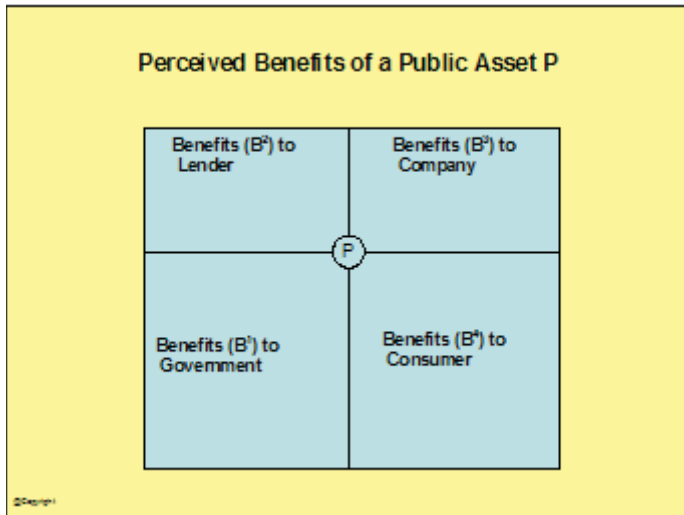 Perceived Benefits of a Public Asset P
Benefits (B²) to
Lender
Benefits (B³) to
Company
P
Benefits (B¹) to
Government
Benefits (B⁴) to
Consumer
@Copyright